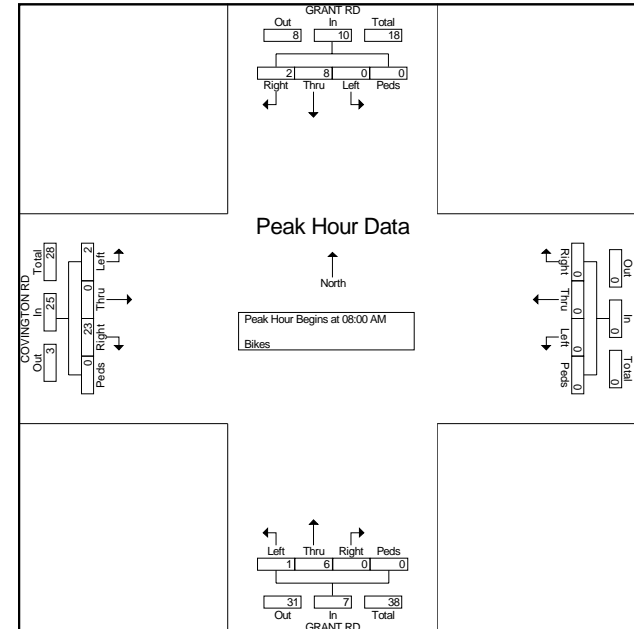 GRANT RD
Out In Total
8 10 18
2 8 0 0
Right Thru Left Peds
Peak Hour Data
North
Peak Hour Begins at 08:00 AM
Bikes
COVINGTON RD
Out In Total
3 25 28
2 0 23 0
Left Thru Right Peds
Right Thru Left Peds
0 0 0 0
Out In Total
0 0 0
Left Thru Right Peds
1 6 0 0
31 7 38
Out In Total
GRANT RD